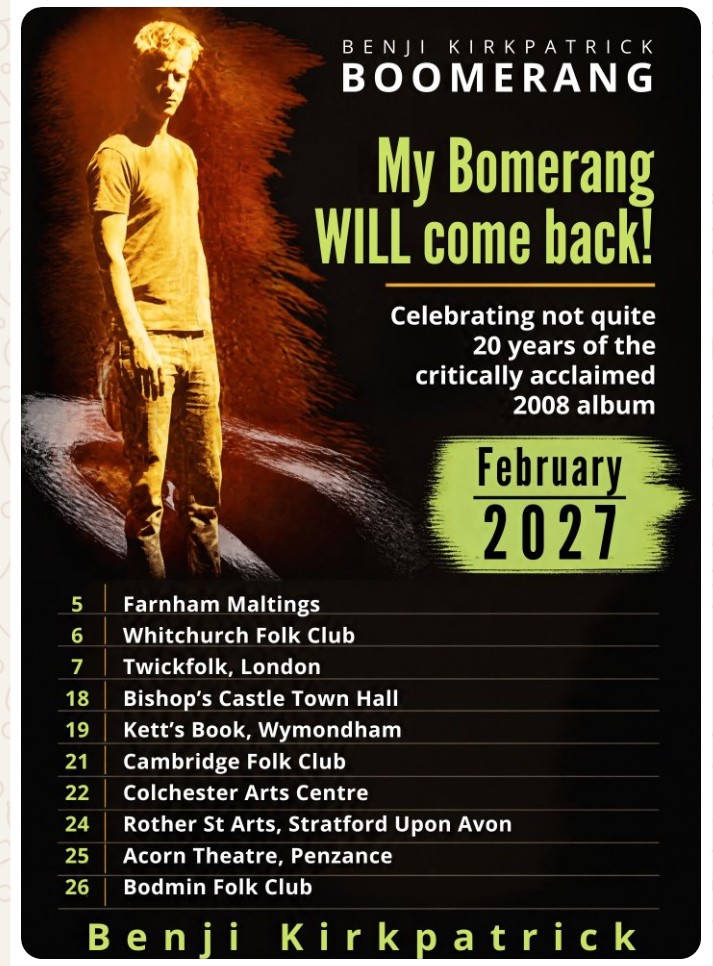 BENJI KIRKPATRICK
BOOMERANG
My Bomerang
WILL come back!
Celebrating not quite
20 years of the
critically acclaimed
2008 album
February
2027
5 Farnham Maltings
6 Whitchurch Folk Club
7 Twickfolk, London
18 Bishop's Castle Town Hall
19 Kett's Book, Wymondham
21 Cambridge Folk Club
22 Colchester Arts Centre
24 Rother St Arts, Stratford Upon Avon
25 Acorn Theatre, Penzance
26 Bodmin Folk Club
Benji Kirkpatrick